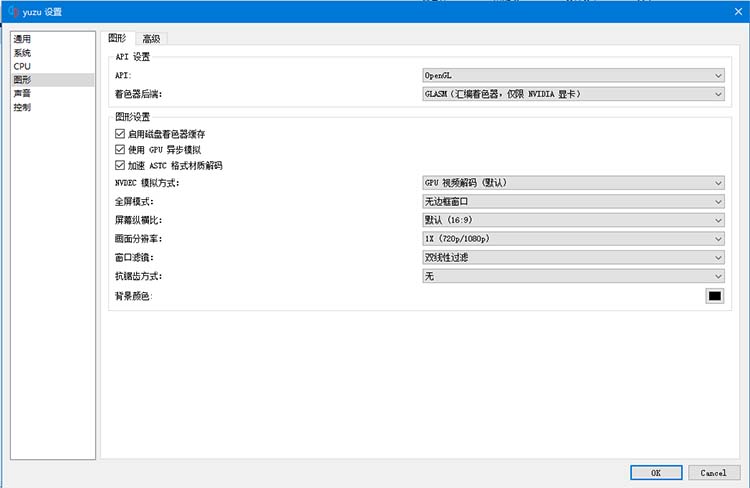 yuzu 设置
通用
系统
CPU
图形
声音
控制
图形 高级
API 设置
API: OpenGL
着色器后端: GLASM（汇编着色器，仅限 NVIDIA 显卡）
图形设置
启用磁盘着色器缓存
使用 GPU 异步模拟
加速 ASTC 格式材质解码
NVDEC 模拟方式: GPU 视频解码 (默认)
全屏模式: 无边框窗口
屏幕纵横比: 默认 (16:9)
画面分辨率: 1X (720p/1080p)
窗口滤镜: 双线性过滤
抗锯齿方式: 无
背景颜色:
OK Cancel